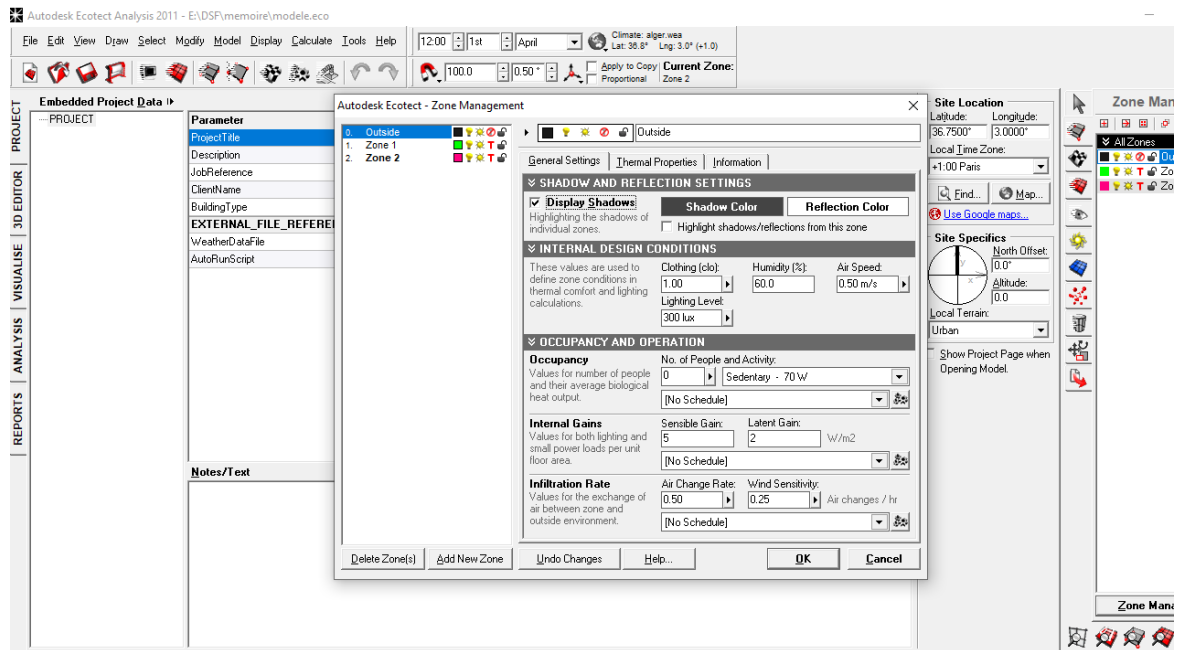 Autodesk Ecotect Analysis 2011 - E:\DSF\memoire\modele.eco
File Edit View Draw Select Modify Model Display Calculate Tools Help
12:00 1st April
Climate: alger.wea
Lat: 36.8° Lng: 3.0° (+1.0)
100.0 0.50 °
Apply to Copy
Proportional
Current Zone:
Zone 2
PROJECT
3D EDITOR
VISUALISE
ANALYSIS
REPORTS
Embedded Project Data
PROJECT
Parameter
ProjectTitle
Description
JobReference
ClientName
BuildingType
EXTERNAL_FILE_REFERE
WeatherDataFile
AutoRunScript
Notes/Text
Autodesk Ecotect - Zone Management
0. Outside
1. Zone 1 T
2. Zone 2 T
Delete Zone(s) Add New Zone
Outside
General Settings Thermal Properties Information
SHADOW AND REFLECTION SETTINGS
Display Shadows
Highlighting the shadows of
individual zones.
Shadow Color Reflection Color
Highlight shadows/reflections from this zone
INTERNAL DESIGN CONDITIONS
These values are used to
define zone conditions in
thermal comfort and lighting
calculations.
Clothing (clo): Humidity (%): Air Speed:
1.00 60.0 0.50 m/s
Lighting Level:
300 lux
OCCUPANCY AND OPERATION
Occupancy
Values for number of people
and their average biological
heat output.
No. of People and Activity:
0 Sedentary - 70 W
[No Schedule]
Internal Gains
Values for both lighting and
small power loads per unit
floor area.
Sensible Gain: Latent Gain:
5 2 W/m2
[No Schedule]
Infiltration Rate
Values for the exchange of
air between zone and
outside environment.
Air Change Rate: Wind Sensitivity:
0.50 0.25 Air changes / hr
[No Schedule]
Undo Changes Help... OK Cancel
Site Location
Latitude: Longitude:
36.7500° 3.0000°
Local Time Zone:
+1:00 Paris
Find... Map...
Use Google maps...
Site Specifics
North Offset:
0.0°
Altitude:
0.0
y
x
Local Terrain:
Urban
Show Project Page when
Opening Model.
Zone Man
All Zones
Ou
T Zo
T Zo
Zone Mana